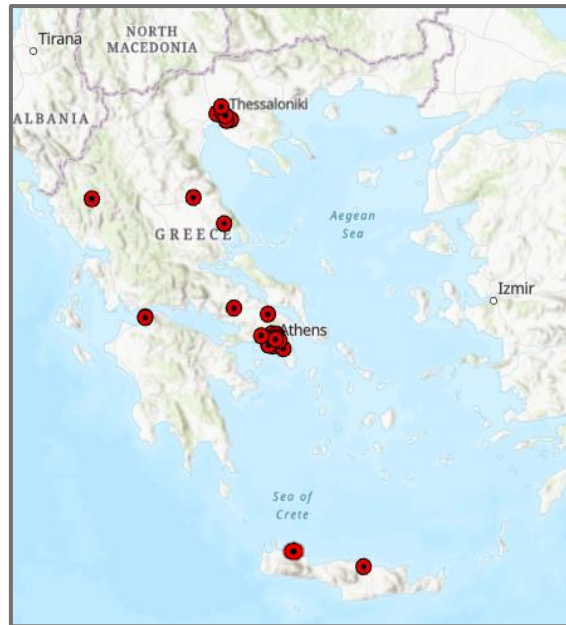 NORTH
MACEDONIA
Tirana
ALBANIA
Thessaloniki
Aegean
Sea
GREECE
Izmir
Athens
Sea of
Crete